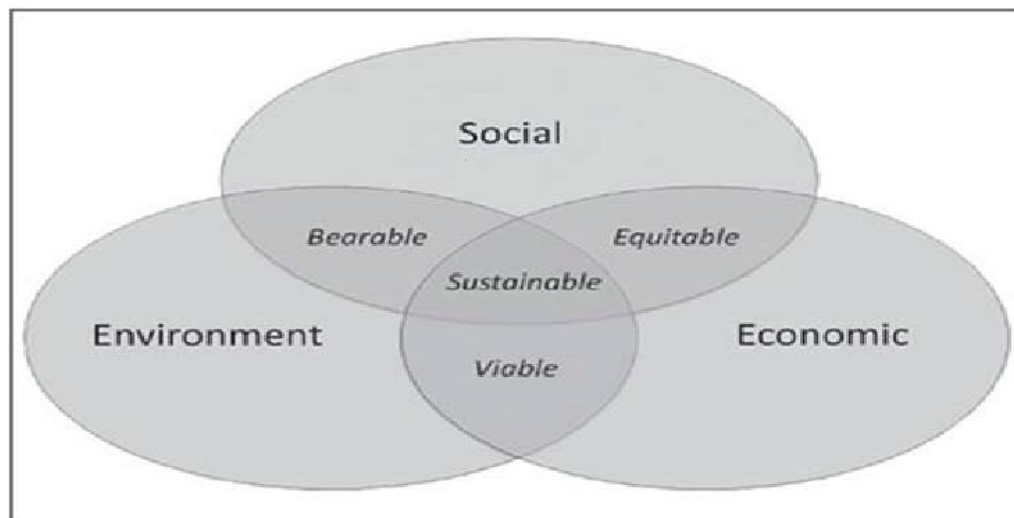 Social
Bearable
Equitable
Sustainable
Environment
Economic
Viable